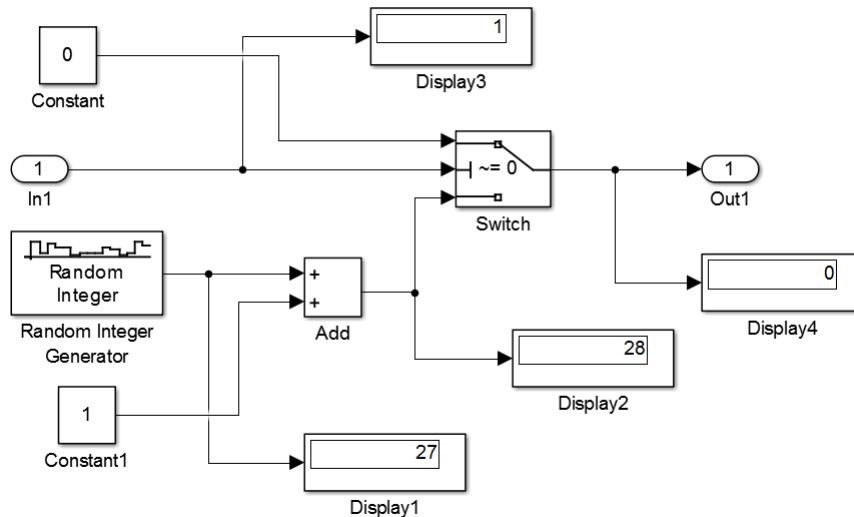 1
Display3
0
Constant
1
In1
~= 0
Switch
1
Out1
Random
Integer
Random Integer
Generator
+
+
Add
0
Display4
28
Display2
1
Constant1
27
Display1